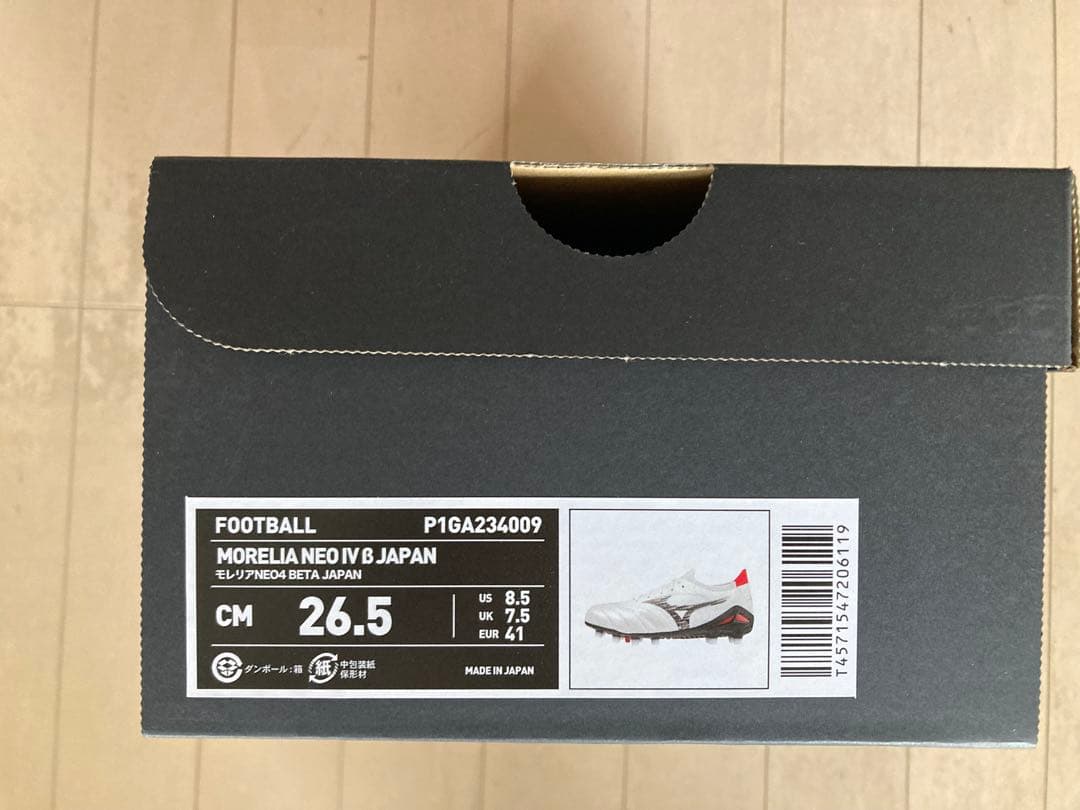 FOOTBALL P1GA234009
MORELIA NEO IV β JAPAN
モレリアNEO4 BETA JAPAN
CM 26.5
US 8.5
UK 7.5
EUR 41
ダンボール:箱
紙
中包装紙
保形材
MADE IN JAPAN
T4571547206119